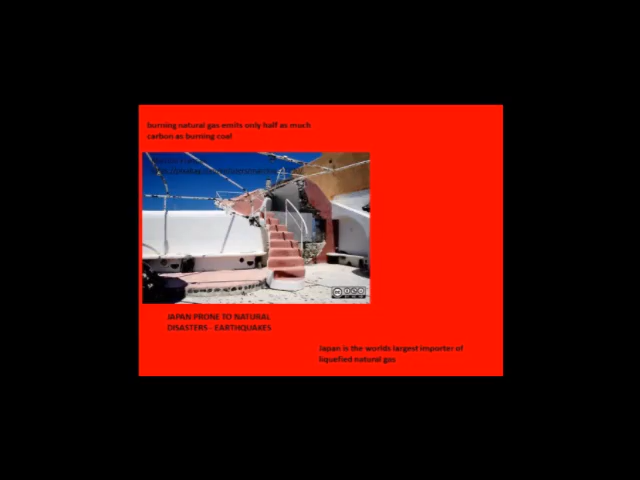 burning natural gas emits only half as much
carbon as burning coal
JAPAN PRONE TO NATURAL
DISASTERS - EARTHQUAKES
Japan is the worlds largest importer of
liquefied natural gas